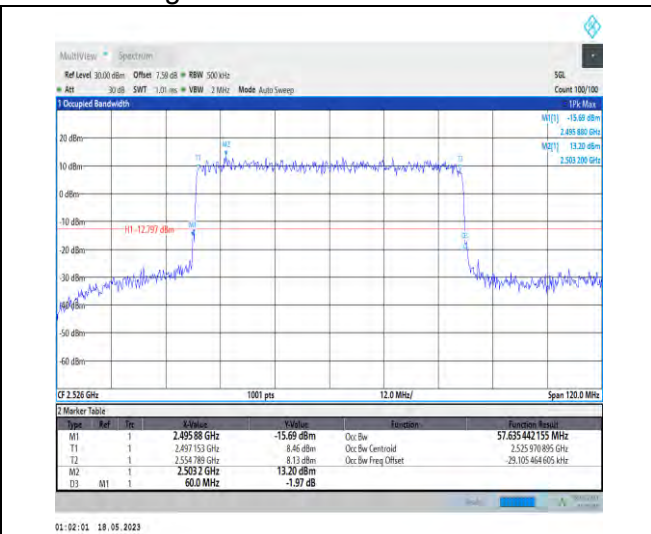 MultiView Spectrum
Ref Level 30.00 dBm Offset 7.59 dB RBW 500 kHz SGL
Att 30 dB SWT 1.01 ms VBW 2 MHz Mode Auto Sweep Count 100/100
1 Occupied Bandwidth 1Pk Max
M1[1] -15.69 dBm
2.495 880 GHz
M2[1] 13.20 dBm
2.503 200 GHz
20 dBm
M2
T1 T2
10 dBm
0 dBm
-10 dBm
H1 -12.797 dBm
-20 dBm
-30 dBm
-40 dBm
-50 dBm
-60 dBm
CF 2.526 GHz 1001 pts 12.0 MHz/ Span 120.0 MHz
2 Marker Table
Type Ref Trc X-Value Y-Value Function Function Result
M1 1 2.495 88 GHz -15.69 dBm Occ Bw 57.635 442 155 MHz
T1 1 2.497 153 GHz 8.46 dBm Occ Bw Centroid 2.525 970 895 GHz
T2 1 2.554 789 GHz 8.13 dBm Occ Bw Freq Offset -29.105 464 605 kHz
M2 1 2.503 2 GHz 13.20 dBm
D3 M1 1 60.0 MHz -1.97 dB
01:02:01 18.05.2023